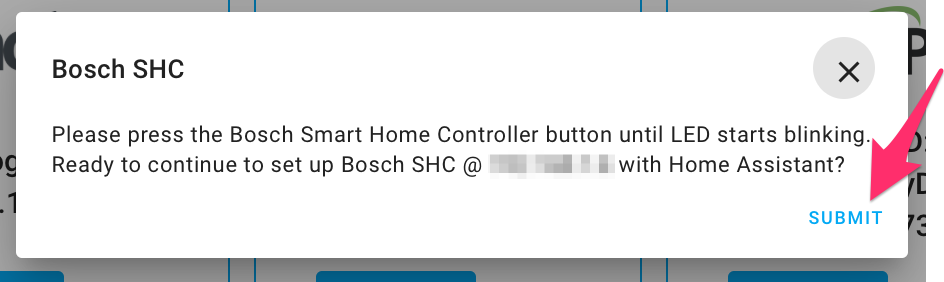 Bosch SHC
Please press the Bosch Smart Home Controller button until LED starts blinking.
Ready to continue to set up Bosch SHC @ with Home Assistant?
SUBMIT